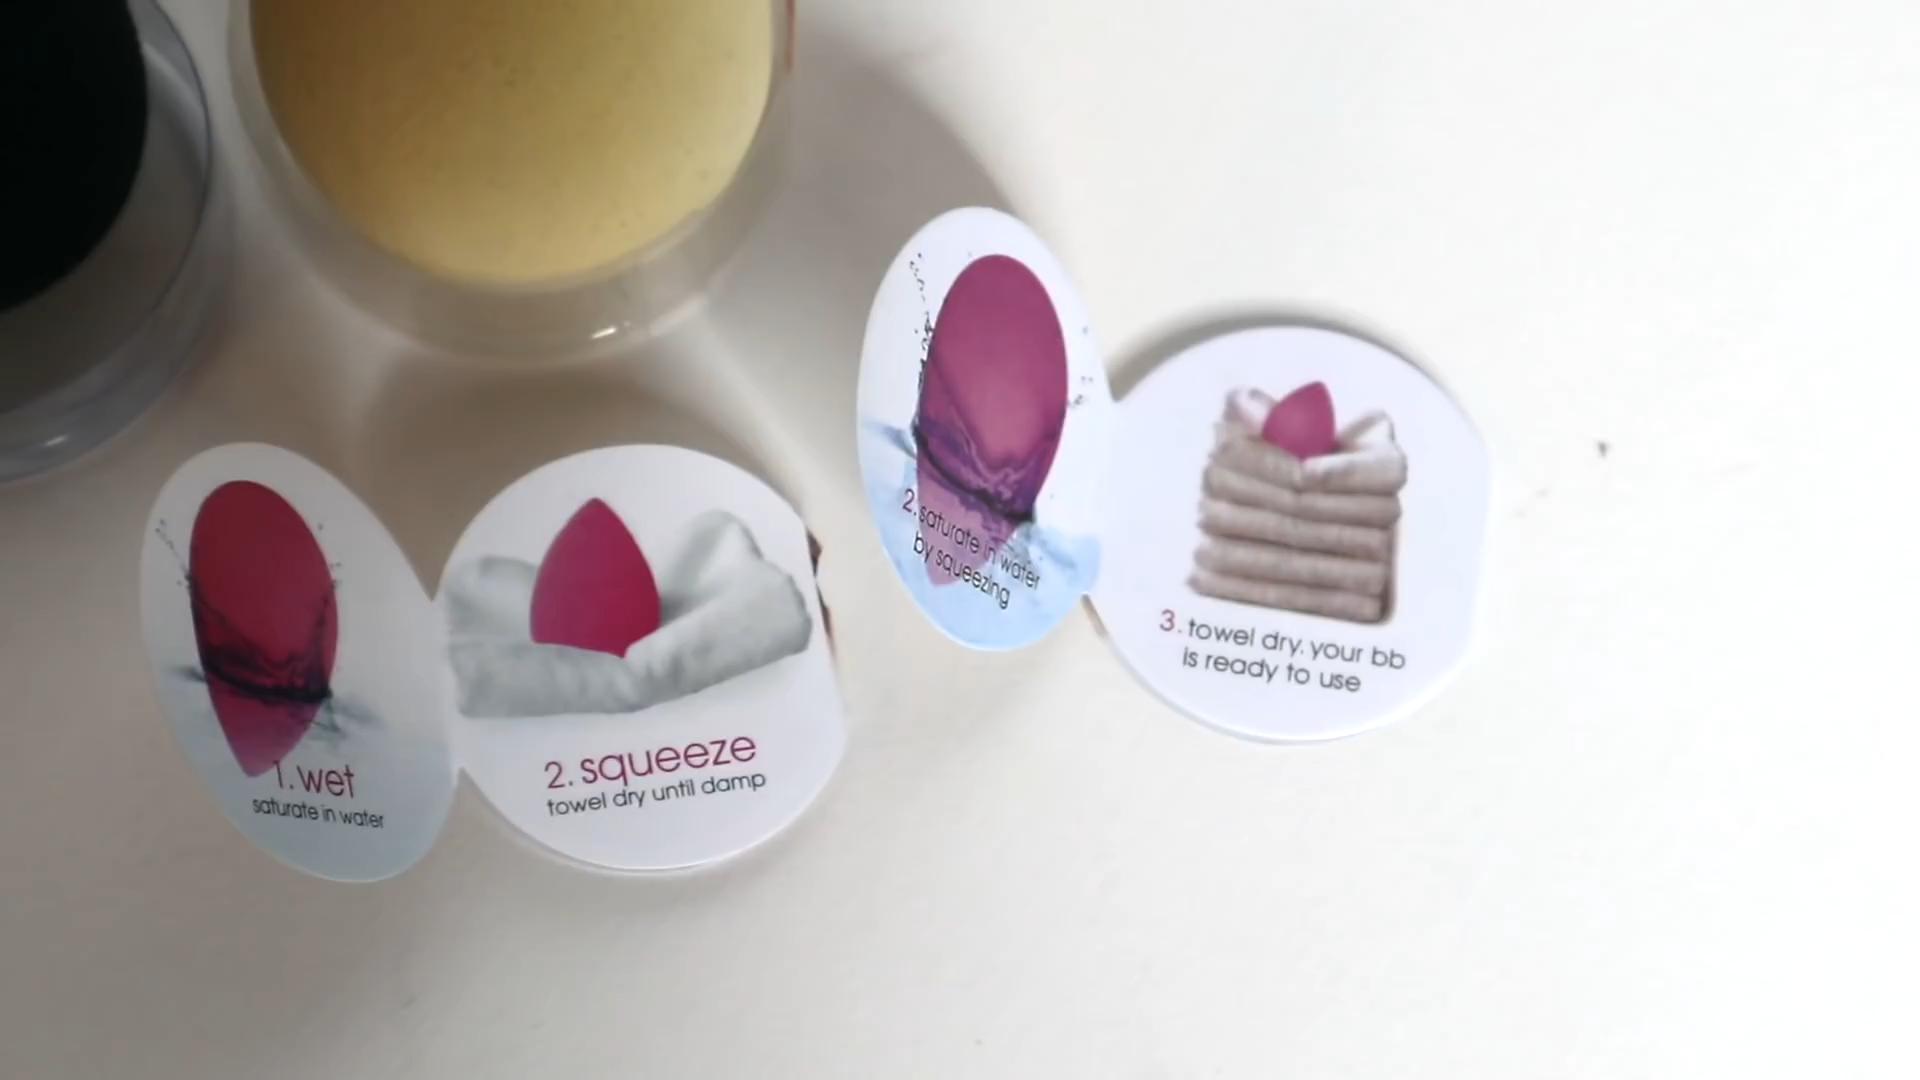 1. wet
saturate in water
2. squeeze
towel dry until damp
2. saturate in water
by squeezing
3. towel dry. your bb
is ready to use